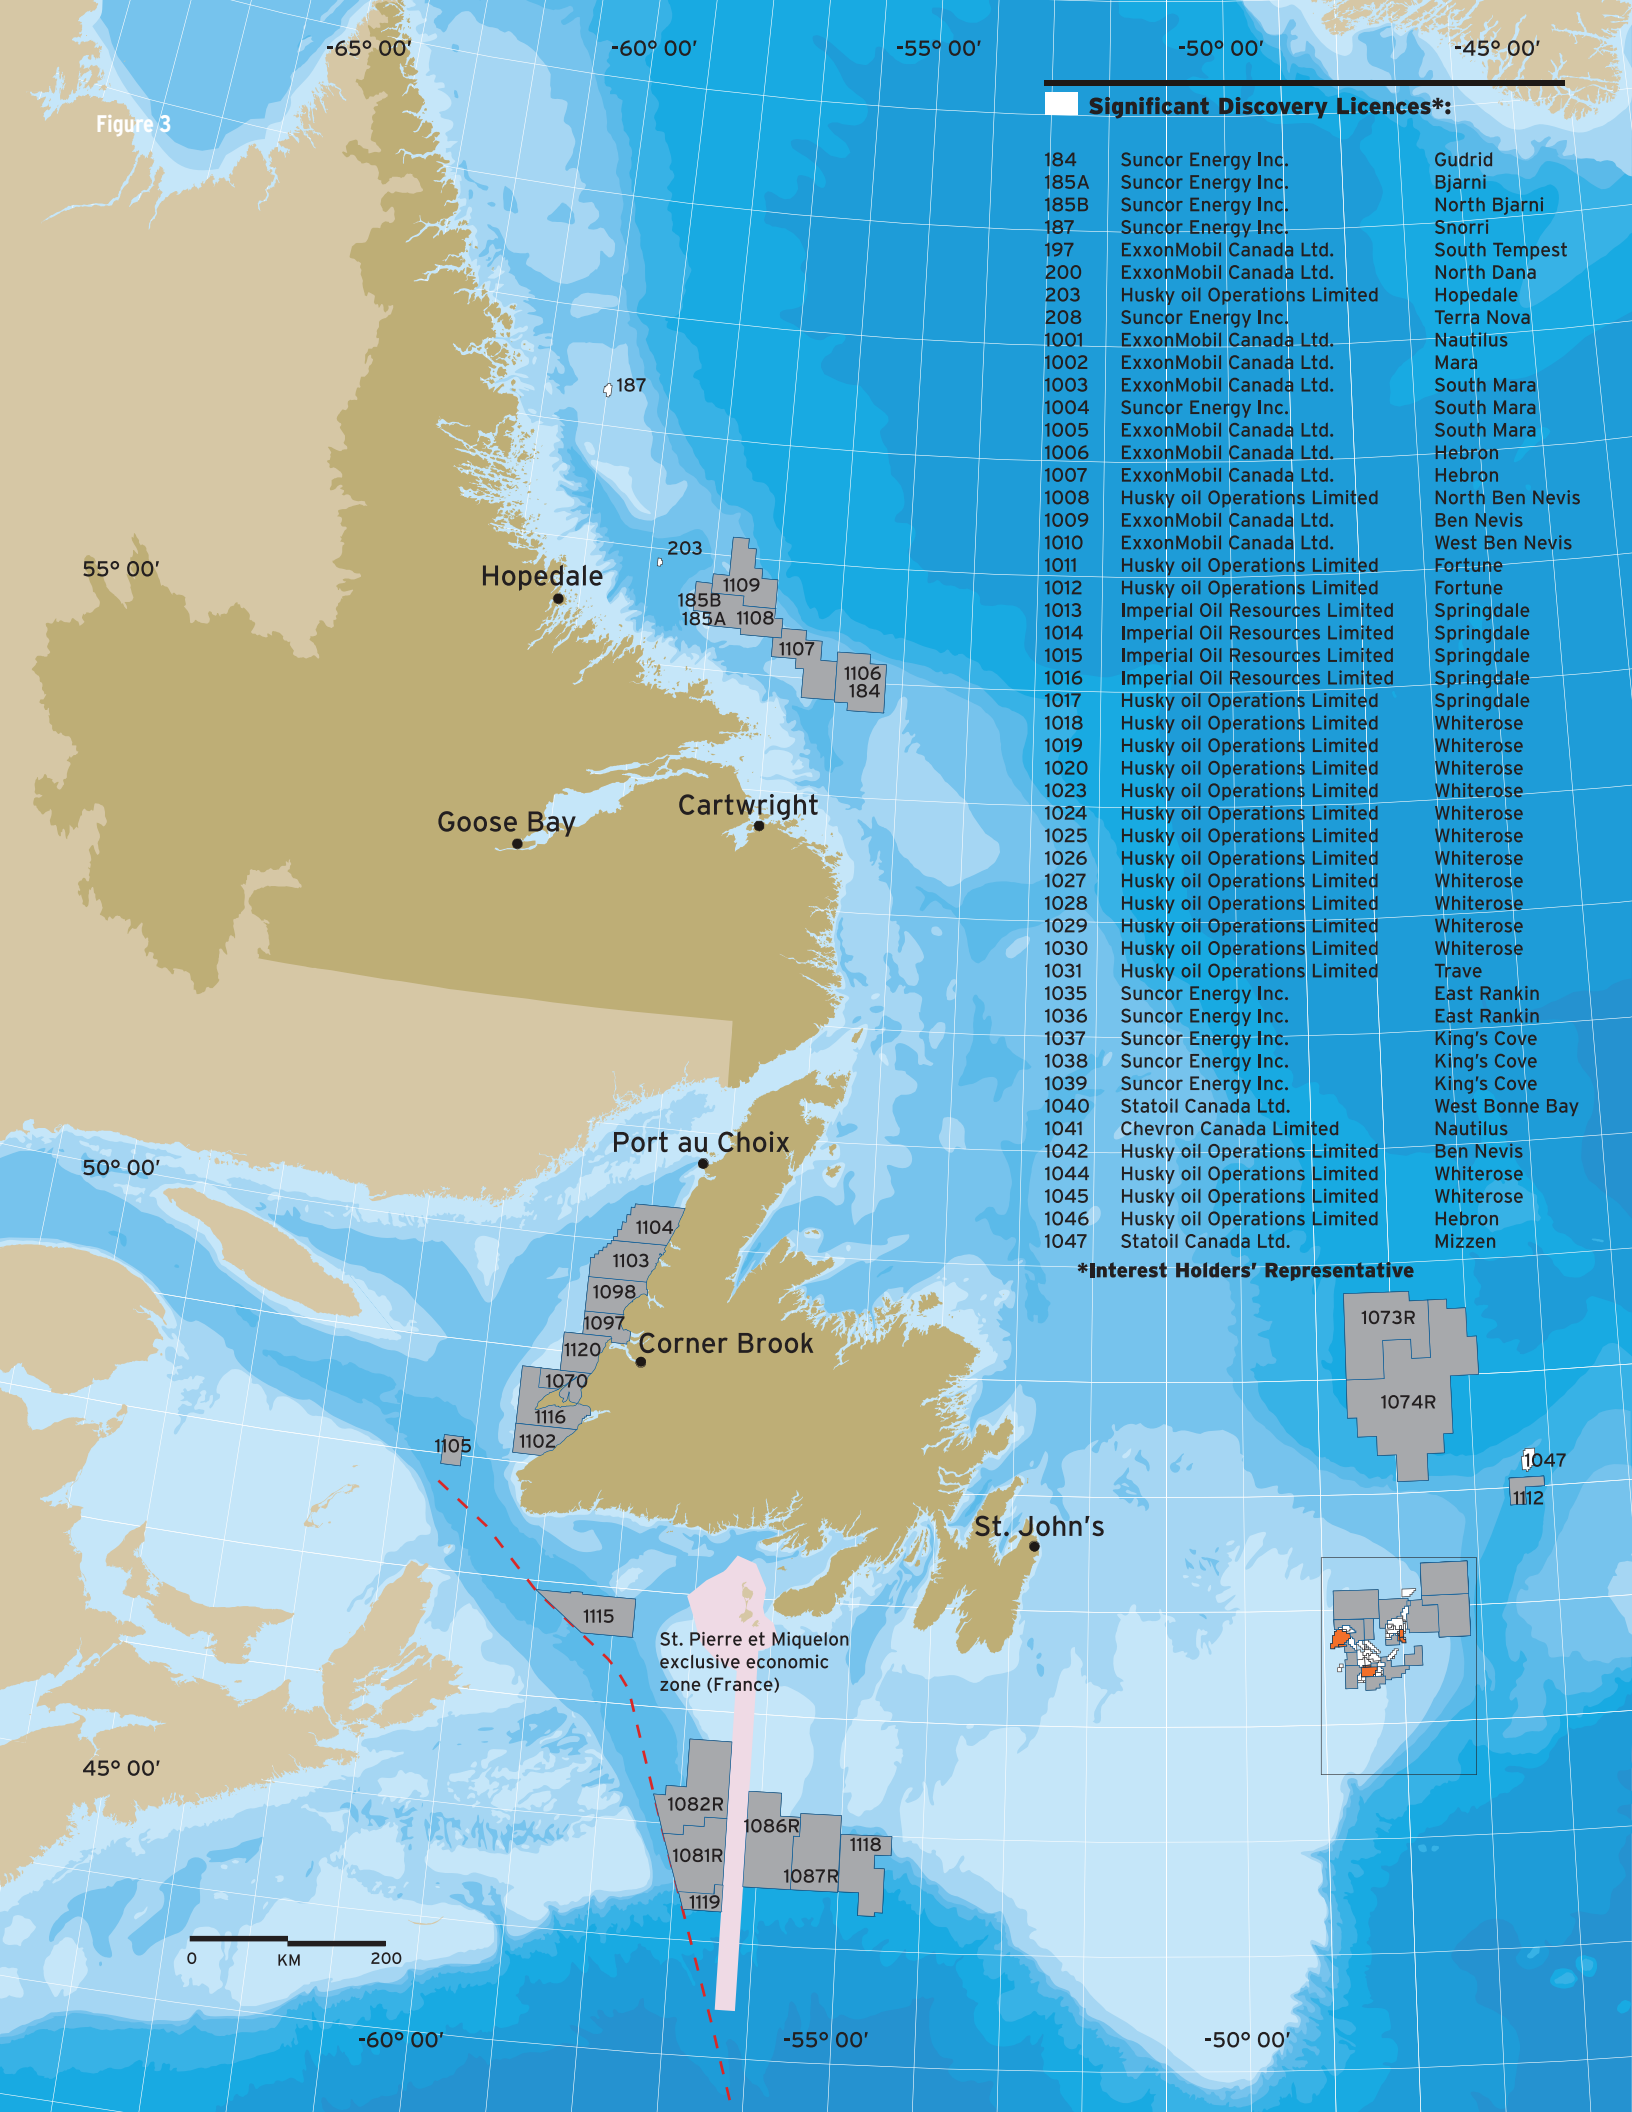 -65° 00'
-60° 00'
-55° 00'
-50° 00'
-45° 00'
Figure 3
Significant Discovery Licences*:
184 Suncor Energy Inc. Gudrid
185A Suncor Energy Inc. Bjarni
185B Suncor Energy Inc. North Bjarni
187 Suncor Energy Inc. Snorri
197 ExxonMobil Canada Ltd. South Tempest
200 ExxonMobil Canada Ltd. North Dana
203 Husky oil Operations Limited Hopedale
208 Suncor Energy Inc. Terra Nova
1001 ExxonMobil Canada Ltd. Nautilus
1002 ExxonMobil Canada Ltd. Mara
1003 ExxonMobil Canada Ltd. South Mara
1004 Suncor Energy Inc. South Mara
1005 ExxonMobil Canada Ltd. South Mara
1006 ExxonMobil Canada Ltd. Hebron
1007 ExxonMobil Canada Ltd. Hebron
1008 Husky oil Operations Limited North Ben Nevis
1009 ExxonMobil Canada Ltd. Ben Nevis
1010 ExxonMobil Canada Ltd. West Ben Nevis
1011 Husky oil Operations Limited Fortune
1012 Husky oil Operations Limited Fortune
1013 Imperial Oil Resources Limited Springdale
1014 Imperial Oil Resources Limited Springdale
1015 Imperial Oil Resources Limited Springdale
1016 Imperial Oil Resources Limited Springdale
1017 Husky oil Operations Limited Springdale
1018 Husky oil Operations Limited Whiterose
1019 Husky oil Operations Limited Whiterose
1020 Husky oil Operations Limited Whiterose
1023 Husky oil Operations Limited Whiterose
1024 Husky oil Operations Limited Whiterose
1025 Husky oil Operations Limited Whiterose
1026 Husky oil Operations Limited Whiterose
1027 Husky oil Operations Limited Whiterose
1028 Husky oil Operations Limited Whiterose
1029 Husky oil Operations Limited Whiterose
1030 Husky oil Operations Limited Whiterose
1031 Husky oil Operations Limited Trave
1035 Suncor Energy Inc. East Rankin
1036 Suncor Energy Inc. East Rankin
1037 Suncor Energy Inc. King's Cove
1038 Suncor Energy Inc. King's Cove
1039 Suncor Energy Inc. King's Cove
1040 Statoil Canada Ltd. West Bonne Bay
1041 Chevron Canada Limited Nautilus
1042 Husky oil Operations Limited Ben Nevis
1044 Husky oil Operations Limited Whiterose
1045 Husky oil Operations Limited Whiterose
1046 Husky oil Operations Limited Hebron
1047 Statoil Canada Ltd. Mizzen
*Interest Holders' Representative
187
203
55° 00'
Hopedale
1109
185B
185A 1108
1107
1106
184
Goose Bay
Cartwright
Port au Choix
50° 00'
1104
1103
1098
1097
Corner Brook
1120
1070
1116
1102
1105
1073R
1074R
1047
1112
St. John's
1115
St. Pierre et Miquelon
exclusive economic
zone (France)
45° 00'
1082R
1086R
1118
1081R
1087R
1119
0 KM 200
-60° 00'
-55° 00'
-50° 00'